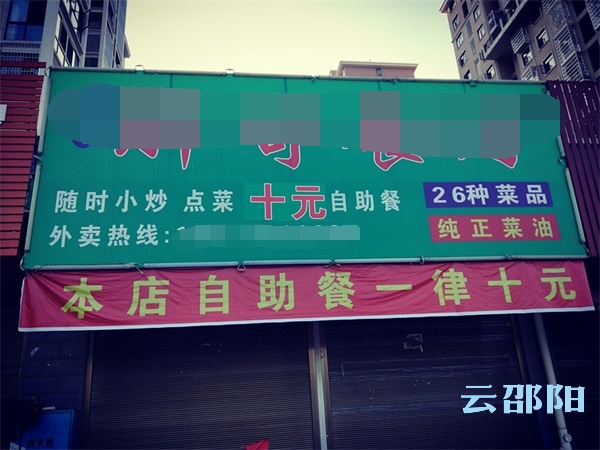 随时小炒 点菜 十元自助餐 26种菜品
外卖热线: 纯正菜油
本店自助餐一律十元
云邵阳